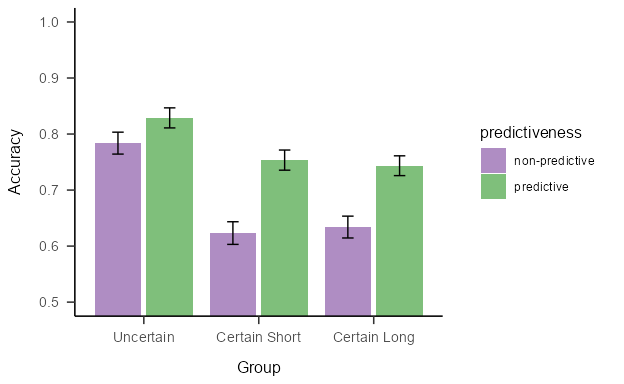 1.0
0.9
0.8
0.7
0.6
0.5
Accuracy
Uncertain
Certain Short
Certain Long
Group
predictiveness
non-predictive
predictive